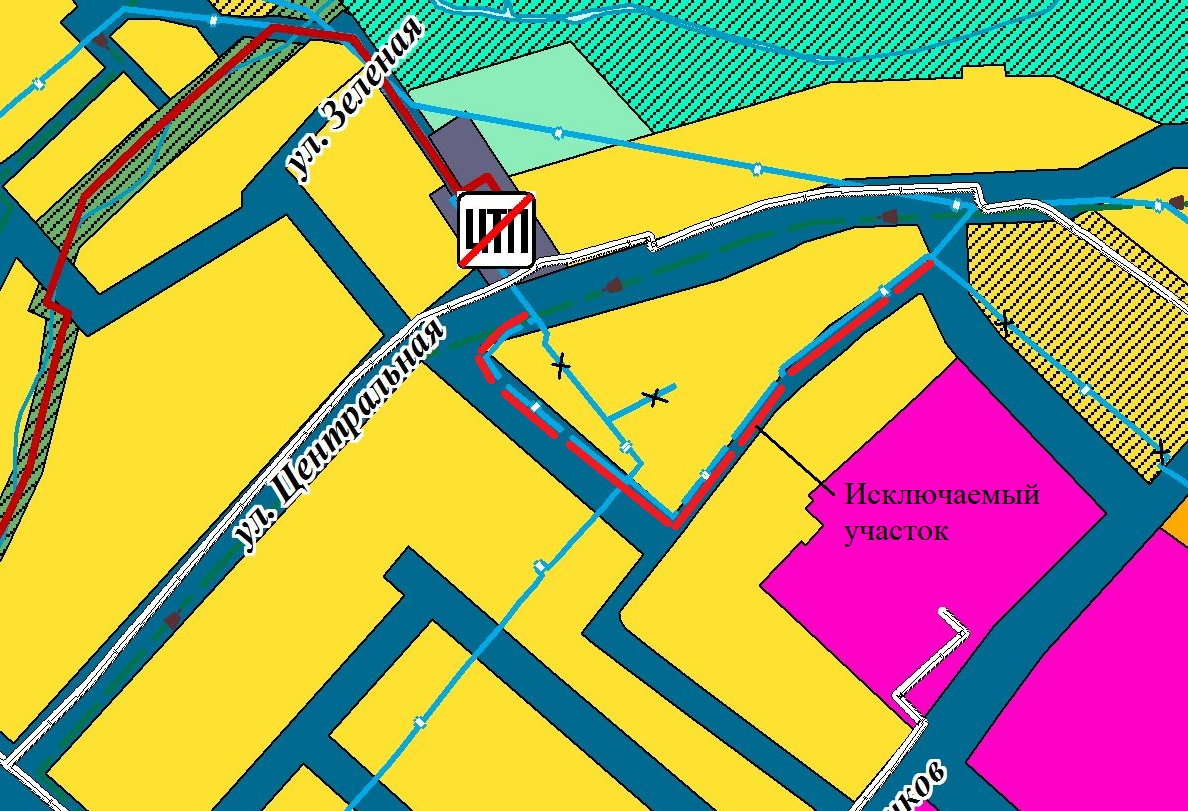 ул. Зеленая
ЦТП
ул. Центральная
Исключаемый
участок